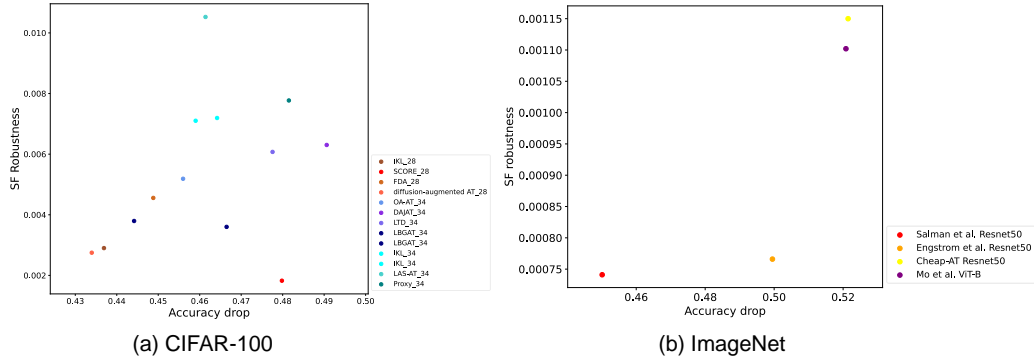 0.010
0.008
0.006
0.004
0.002
SF Robustness
0.43 0.44 0.45 0.46 0.47 0.48 0.49 0.50
Accuracy drop
IKL_28
SCORE_28
FDA_28
diffusion-augmented AT_28
OA-AT_34
DAJAT_34
LTD_34
LBGAT_34
LBGAT_34
IKL_34
IKL_34
LAS-AT_34
Proxy_34
(a) CIFAR-100
0.00115
0.00110
0.00105
0.00100
0.00095
0.00090
0.00085
0.00080
0.00075
SF robustness
0.46 0.48 0.50 0.52
Accuracy drop
Salman et al. Resnet50
Engstrom et al. Resnet50
Cheap-AT Resnet50
Mo et al. ViT-B
(b) ImageNet